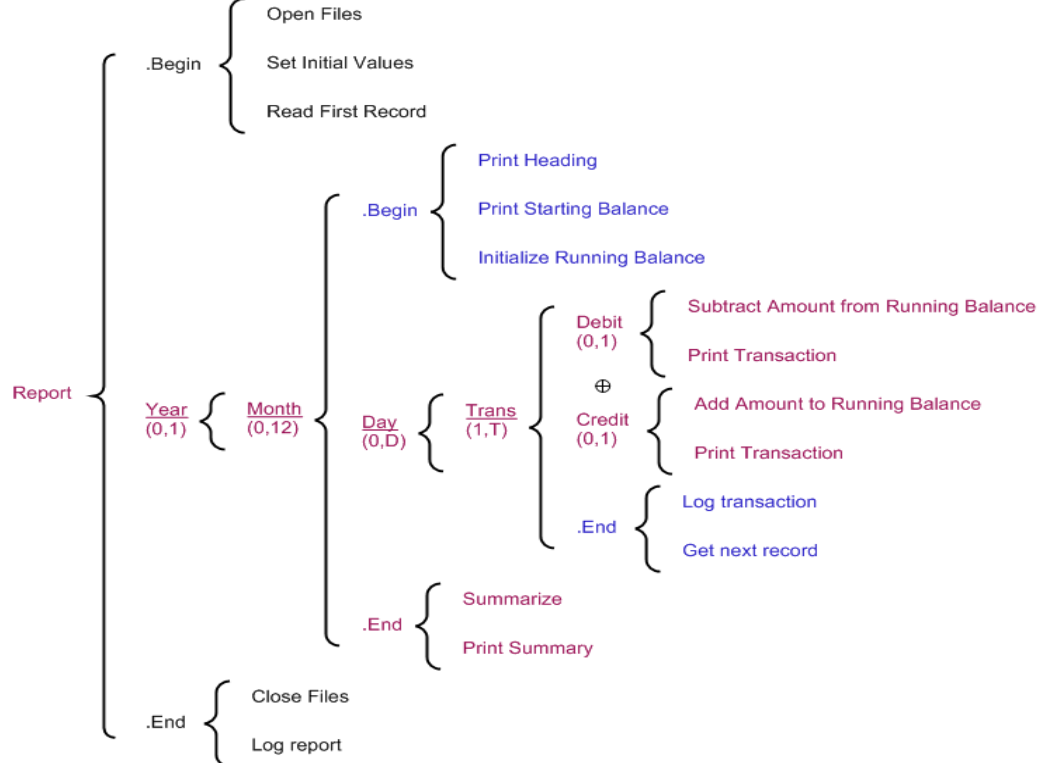 Open Files
.Begin
Set Initial Values
Read First Record
Print Heading
.Begin
Print Starting Balance
Initialize Running Balance
Debit
(0,1)
Subtract Amount from Running Balance
Print Transaction
Report
Year
(0,1)
Month
(0,12)
Day
(0,D)
Trans
(1,T)
⊕
Credit
(0,1)
Add Amount to Running Balance
Print Transaction
.End
Log transaction
Get next record
.End
Summarize
Print Summary
.End
Close Files
Log report